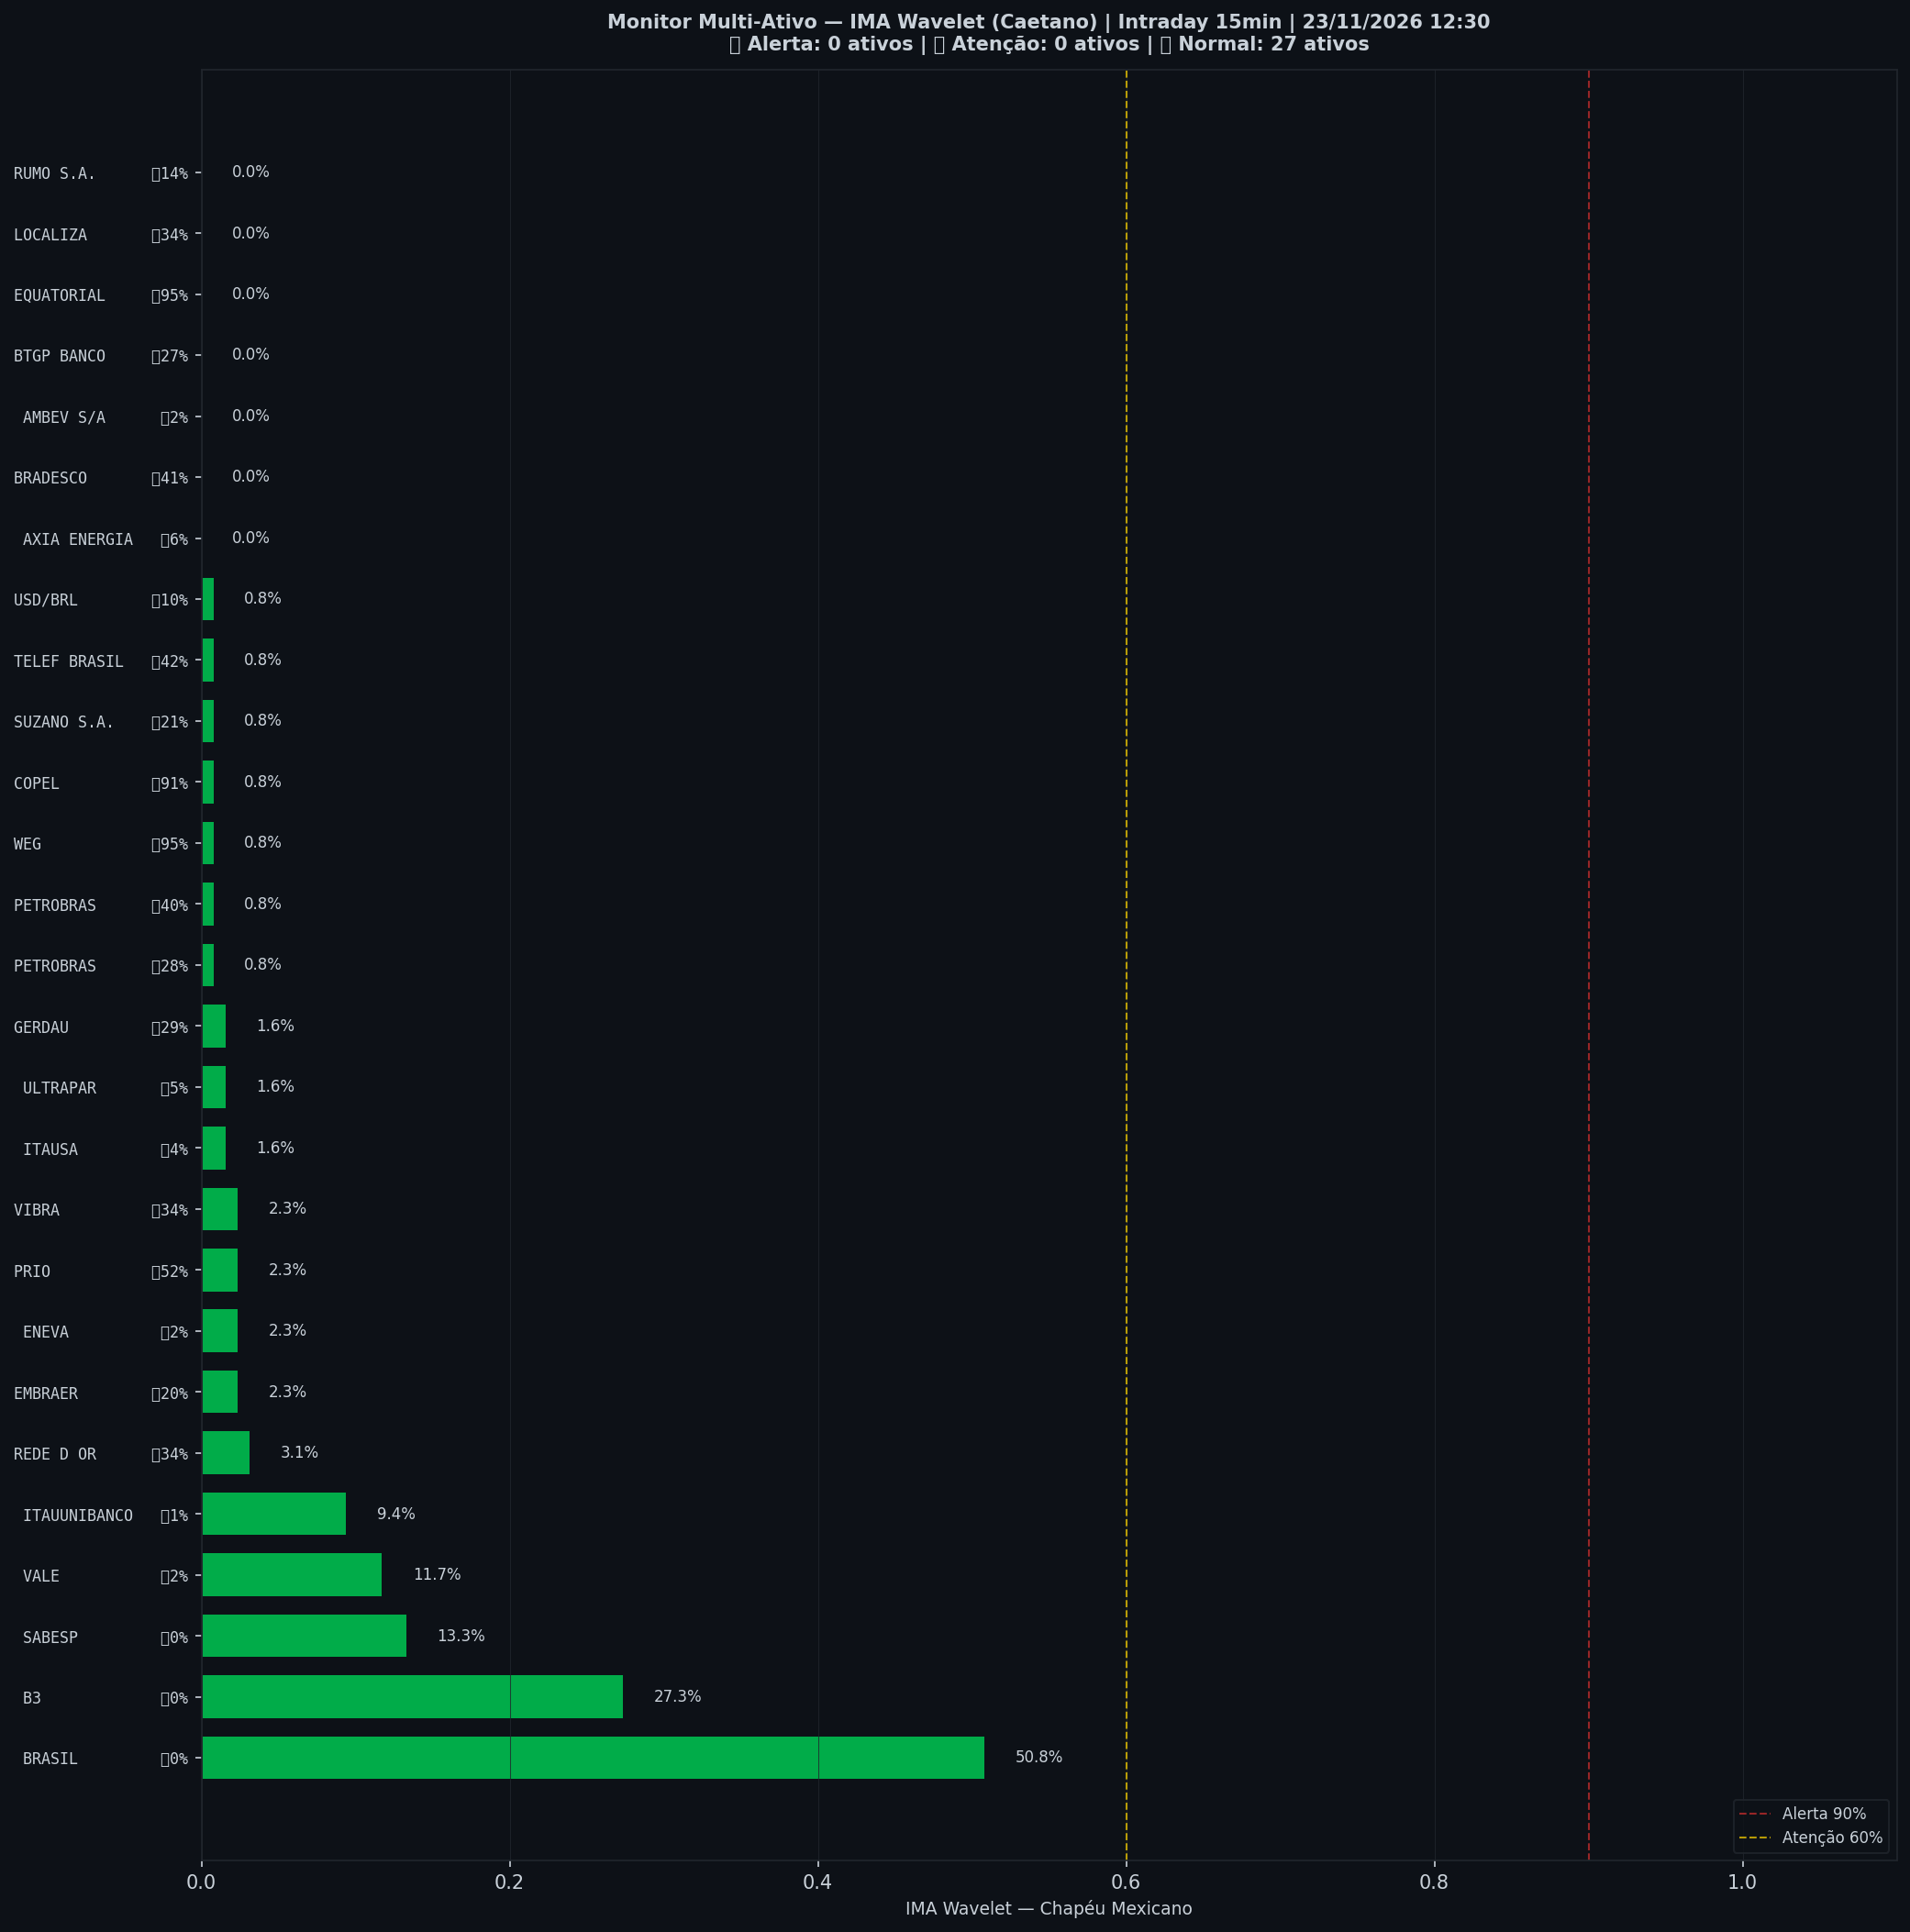 Monitor Multi-Ativo — IMA Wavelet (Caetano) | Intraday 15min | 23/11/2026 12:30
▯ Alerta: 0 ativos | ▯ Atenção: 0 ativos | ▯ Normal: 27 ativos
RUMO S.A. ▯14% 0.0%
LOCALIZA ▯34% 0.0%
EQUATORIAL ▯95% 0.0%
BTGP BANCO ▯27% 0.0%
AMBEV S/A ▯2% 0.0%
BRADESCO ▯41% 0.0%
AXIA ENERGIA ▯6% 0.0%
USD/BRL ▯10% 0.8%
TELEF BRASIL ▯42% 0.8%
SUZANO S.A. ▯21% 0.8%
COPEL ▯91% 0.8%
WEG ▯95% 0.8%
PETROBRAS ▯40% 0.8%
PETROBRAS ▯28% 0.8%
GERDAU ▯29% 1.6%
ULTRAPAR ▯5% 1.6%
ITAUSA ▯4% 1.6%
VIBRA ▯34% 2.3%
PRIO ▯52% 2.3%
ENEVA ▯2% 2.3%
EMBRAER ▯20% 2.3%
REDE D OR ▯34% 3.1%
ITAUUNIBANCO ▯1% 9.4%
VALE ▯2% 11.7%
SABESP ▯0% 13.3%
B3 ▯0% 27.3%
BRASIL ▯0% 50.8%
Alerta 90%
Atenção 60%
0.0 0.2 0.4 0.6 0.8 1.0
IMA Wavelet — Chapéu Mexicano